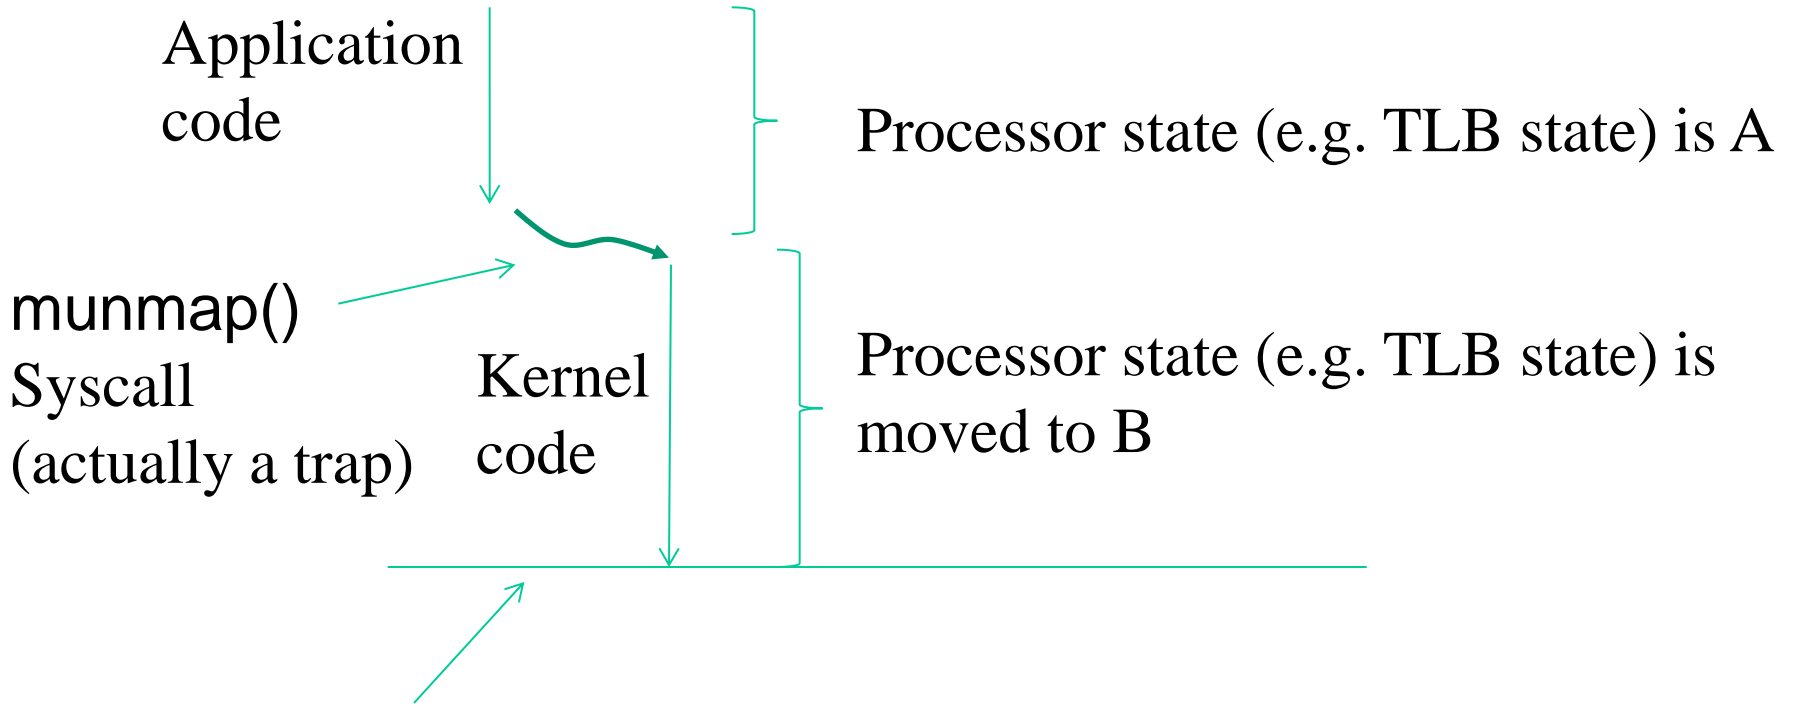 Application
code
Processor state (e.g. TLB state) is A
munmap()
Syscall
(actually a trap)
Kernel
code
Processor state (e.g. TLB state) is
moved to B